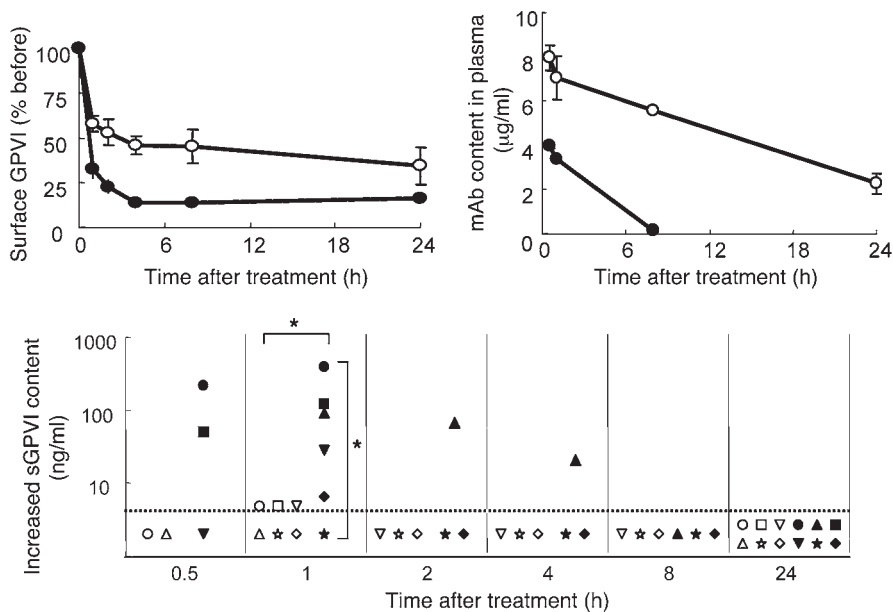 Surface GPVI (% before)
100
75
50
25
0
0 6 12 18 24
Time after treatment (h)
mAb content in plasma
(μg/ml)
10
8
6
4
2
0
0 6 12 18 24
Time after treatment (h)
Increased sGPVI content
(ng/ml)
1000
100
10
*
*
0.5 1 2 4 8 24
Time after treatment (h)